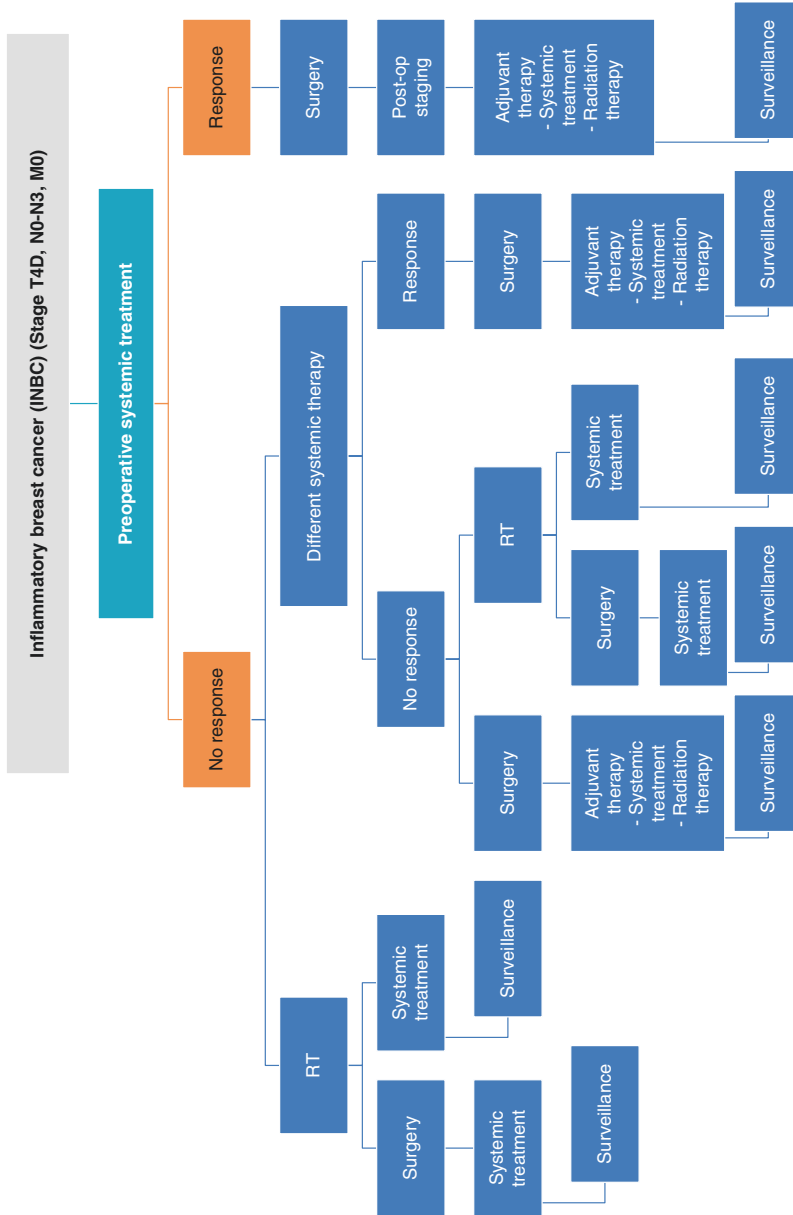 Inflammatory breast cancer (INBC) (Stage T4D, N0-N3, M0)
Preoperative systemic treatment
No response
Response
RT
Different systemic therapy
Surgery
Surgery
Systemic
treatment
No response
Response
Post-op
staging
Systemic
treatment
Surveillance
Surgery
RT
Surgery
Adjuvant
therapy
- Systemic
treatment
- Radiation
therapy
Surveillance
Adjuvant
therapy
- Systemic
treatment
- Radiation
therapy
Surgery
Systemic
treatment
Adjuvant
therapy
- Systemic
treatment
- Radiation
therapy
Systemic
treatment
Surveillance
Surveillance
Surveillance
Surveillance
Surveillance